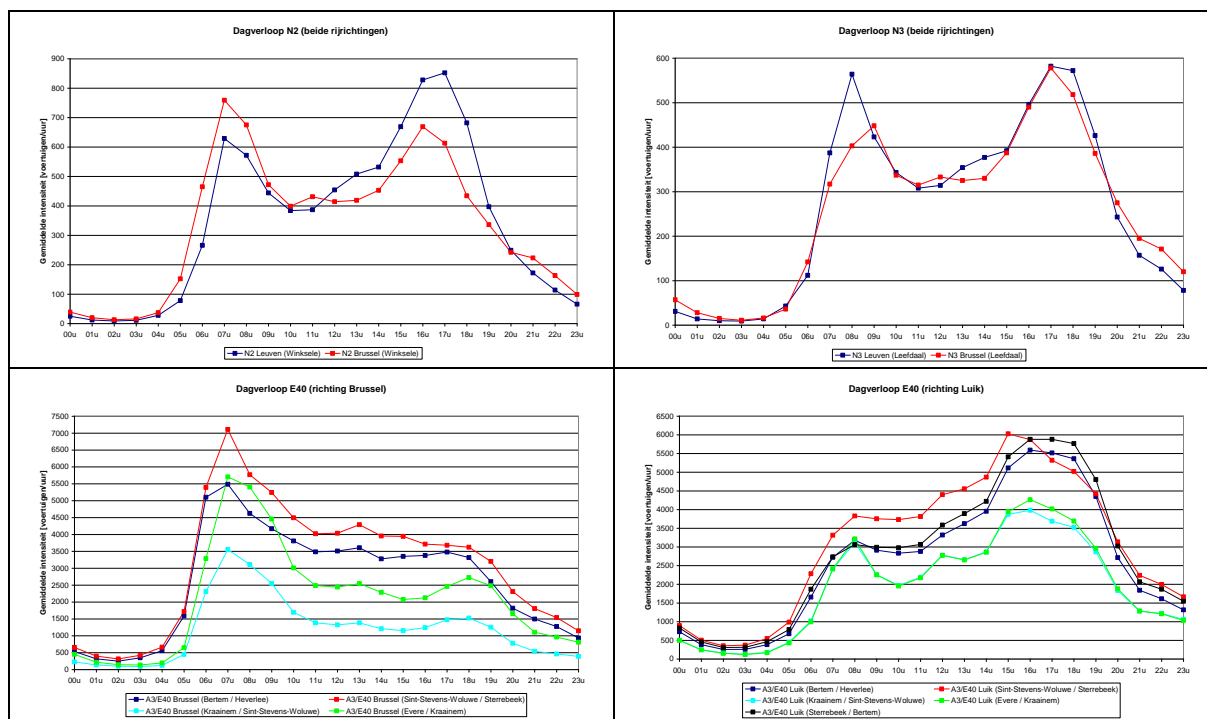 Dagverloop N2 (beide rijrichtingen)
Gemiddelde intensiteit [voertuigen/uur]
900
800
700
600
500
400
300
200
100
0
00u 01u 02u 03u 04u 05u 06u 07u 08u 09u 10u 11u 12u 13u 14u 15u 16u 17u 18u 19u 20u 21u 22u 23u
N2 Leuven (Winksele) N2 Brussel (Winksele)
Dagverloop N3 (beide rijrichtingen)
Gemiddelde intensiteit [voertuigen/uur]
600
500
400
300
200
100
0
00u 01u 02u 03u 04u 05u 06u 07u 08u 09u 10u 11u 12u 13u 14u 15u 16u 17u 18u 19u 20u 21u 22u 23u
N3 Leuven (Leefdaal) N3 Brussel (Leefdaal)
Dagverloop E40 (richting Brussel)
Gemiddelde intensiteit [voertuigen/uur]
7500
7000
6500
6000
5500
5000
4500
4000
3500
3000
2500
2000
1500
1000
500
0
00u 01u 02u 03u 04u 05u 06u 07u 08u 09u 10u 11u 12u 13u 14u 15u 16u 17u 18u 19u 20u 21u 22u 23u
A3/E40 Brussel (Bertem / Heverlee) A3/E40 Brussel (Sint-Stevens-Woluwe / Sterrebeek)
A3/E40 Brussel (Kraainem / Sint-Stevens-Woluwe) A3/E40 Brussel (Evere / Kraainem)
Dagverloop E40 (richting Luik)
Gemiddelde intensiteit [voertuigen/uur]
6500
6000
5500
5000
4500
4000
3500
3000
2500
2000
1500
1000
500
0
00u 01u 02u 03u 04u 05u 06u 07u 08u 09u 10u 11u 12u 13u 14u 15u 16u 17u 18u 19u 20u 21u 22u 23u
A3/E40 Luik (Bertem / Heverlee) A3/E40 Luik (Sint-Stevens-Woluwe / Sterrebeek)
A3/E40 Luik (Kraainem / Sint-Stevens-Woluwe) A3/E40 Luik (Evere / Kraainem)
A3/E40 Luik (Sterrebeek / Bertem)